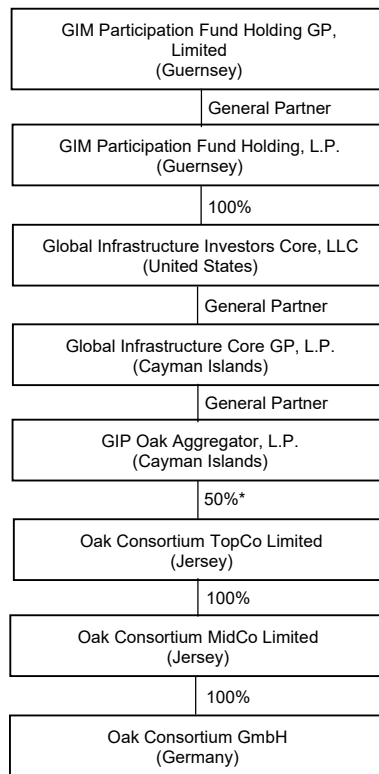 GIM Participation Fund Holding GP,
Limited
(Guernsey)
General Partner
GIM Participation Fund Holding, L.P.
(Guernsey)
100%
Global Infrastructure Investors Core, LLC
(United States)
General Partner
Global Infrastructure Core GP, L.P.
(Cayman Islands)
General Partner
GIP Oak Aggregator, L.P.
(Cayman Islands)
50%*
Oak Consortium TopCo Limited
(Jersey)
100%
Oak Consortium MidCo Limited
(Jersey)
100%
Oak Consortium GmbH
(Germany)